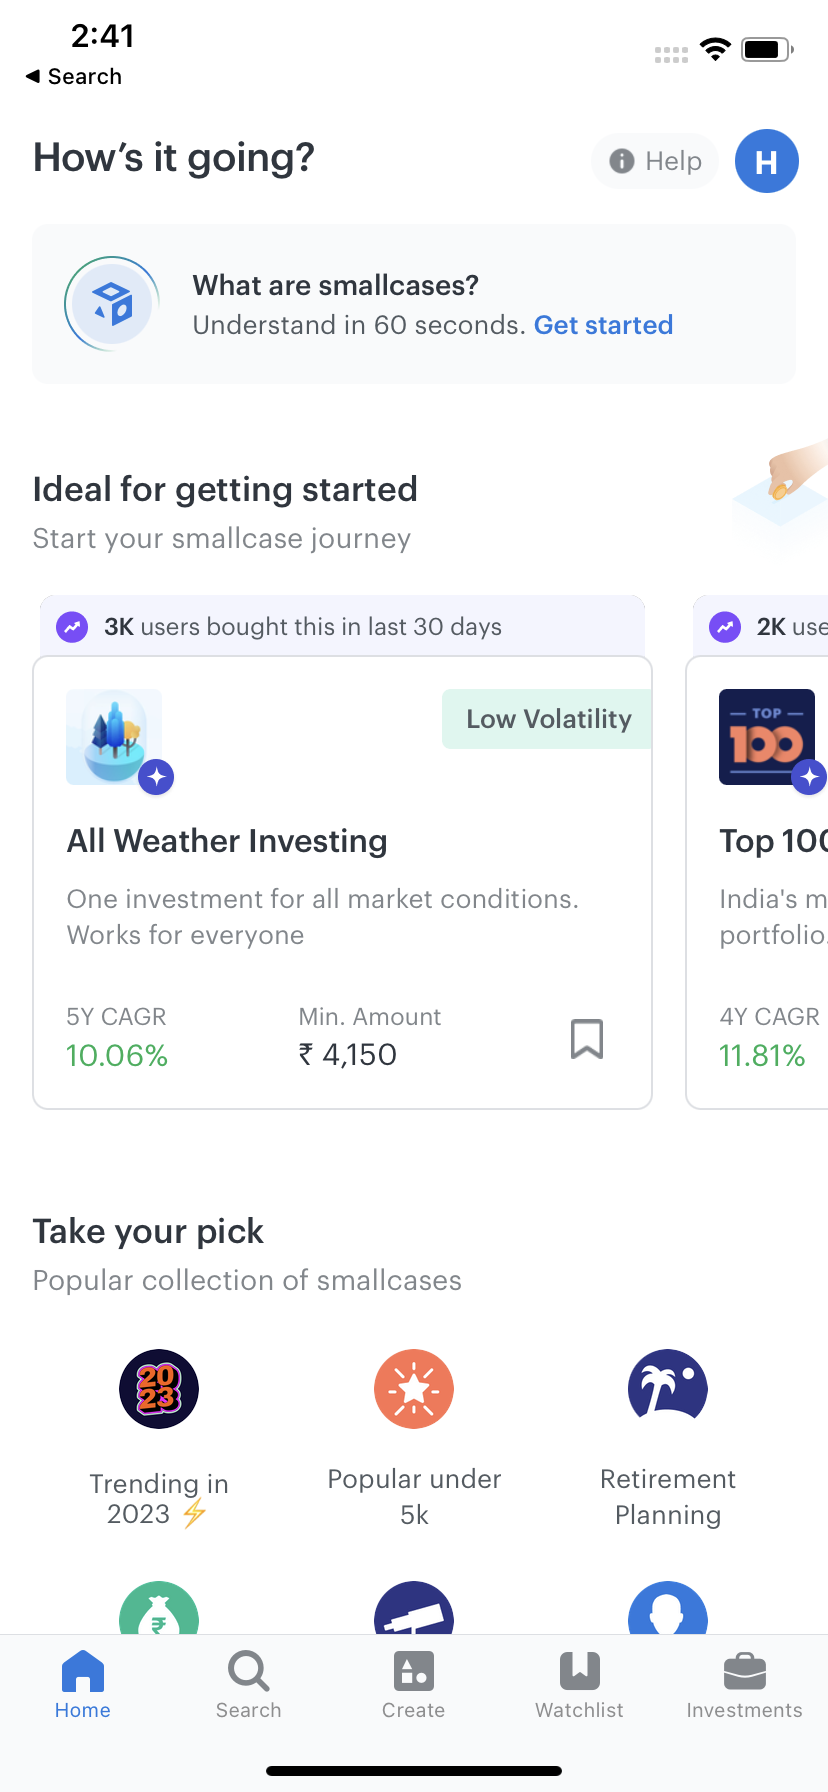 2:41
◀ Search
How's it going?
Help
H
What are smallcases?
Understand in 60 seconds. Get started
Ideal for getting started
Start your smallcase journey
3K users bought this in last 30 days
Low Volatility
All Weather Investing
One investment for all market conditions.
Works for everyone
5Y CAGR
Min. Amount
10.06%
₹ 4,150
2K
TOP
100
Top 100
India's
portfolio.
4Y CAGR
11.81%
Take your pick
Popular collection of smallcases
2023
Trending in
2023 ⚡
Popular under
5k
Retirement
Planning
₹
Home
Search
Create
Watchlist
Investments